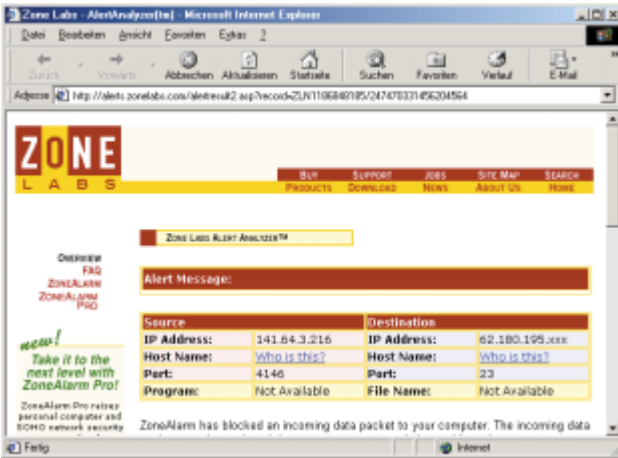 Zone Labs - AlertAnalyzer(tm) - Microsoft Internet Explorer
Datei Bearbeiten Ansicht Favoriten Extras ?
Zurück Vorwärts Abbrechen Aktualisieren Startseite Suchen Favoriten Verlauf E-Mail
Adresse http://alerts.zonelabs.com/alertresult2.asp?record=
ZONE
LABS
BUY SUPPORT JOBS SITE MAP SEARCH
PRODUCTS DOWNLOAD NEWS ABOUT US HOME
ZONE LABS ALERT ANALYZER™
OVERVIEW
FAQ
ZONEALARM
ZONEALARM
PRO
Alert Message:
Source Destination
IP Address: 141.64.3.216 IP Address: 62.180.195.xxx
Host Name: Who is this? Host Name: Who is this?
Port: 4146 Port: 23
Program: Not Available File Name: Not Available
new!
Take it to the
next level with
ZoneAlarm Pro!
ZoneAlarm Pro raises
personal computer and
SOHO network security
ZoneAlarm has blocked an incoming data packet to your computer. The incoming data
Fertig Internet